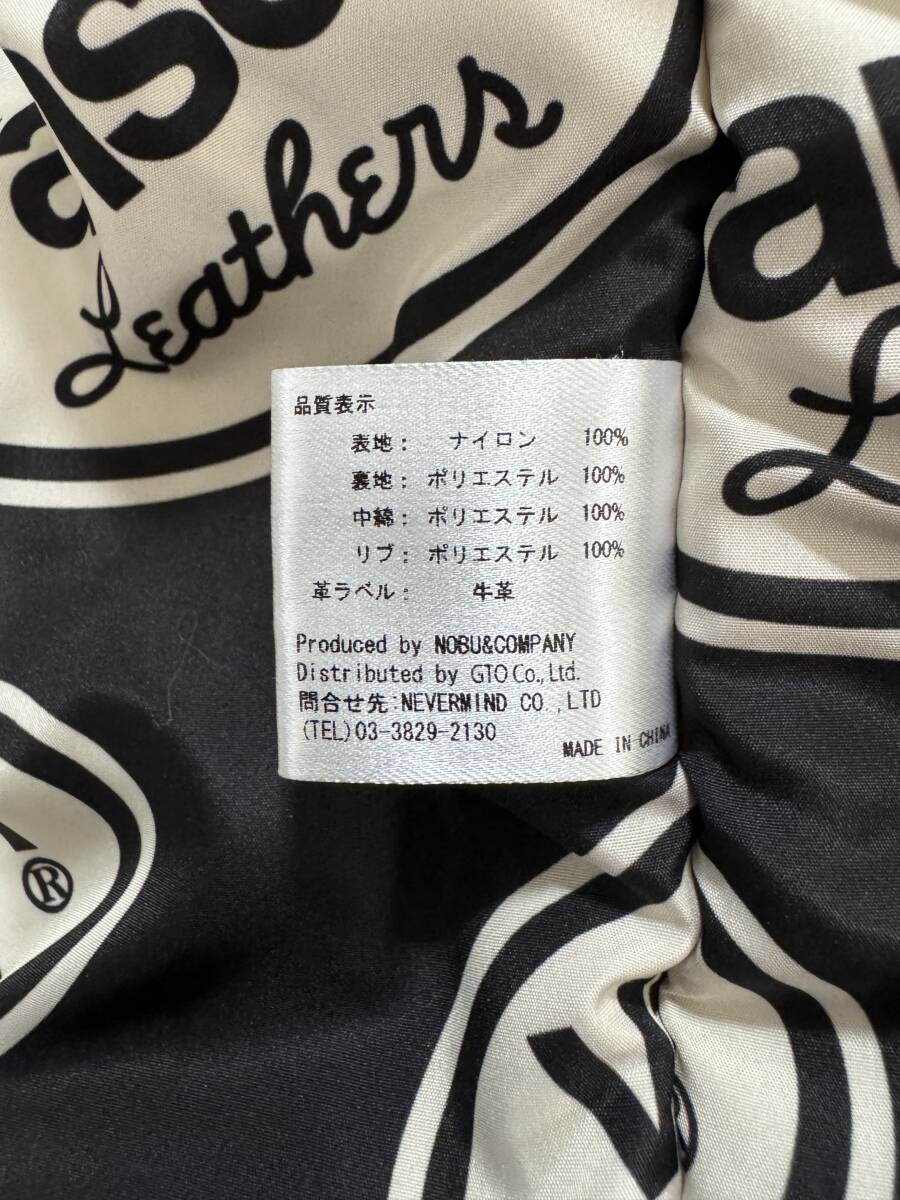 Leathers
品質表示
表地: ナイロン 100%
裏地: ポリエステル 100%
中綿: ポリエステル 100%
リブ: ポリエステル 100%
革ラベル: 牛革
Produced by NOBU&COMPANY
Distributed by GTO Co., Ltd.
問合せ先:NEVERMIND CO.,LTD
(TEL)03-3829-2130
MADE IN CHINA
®